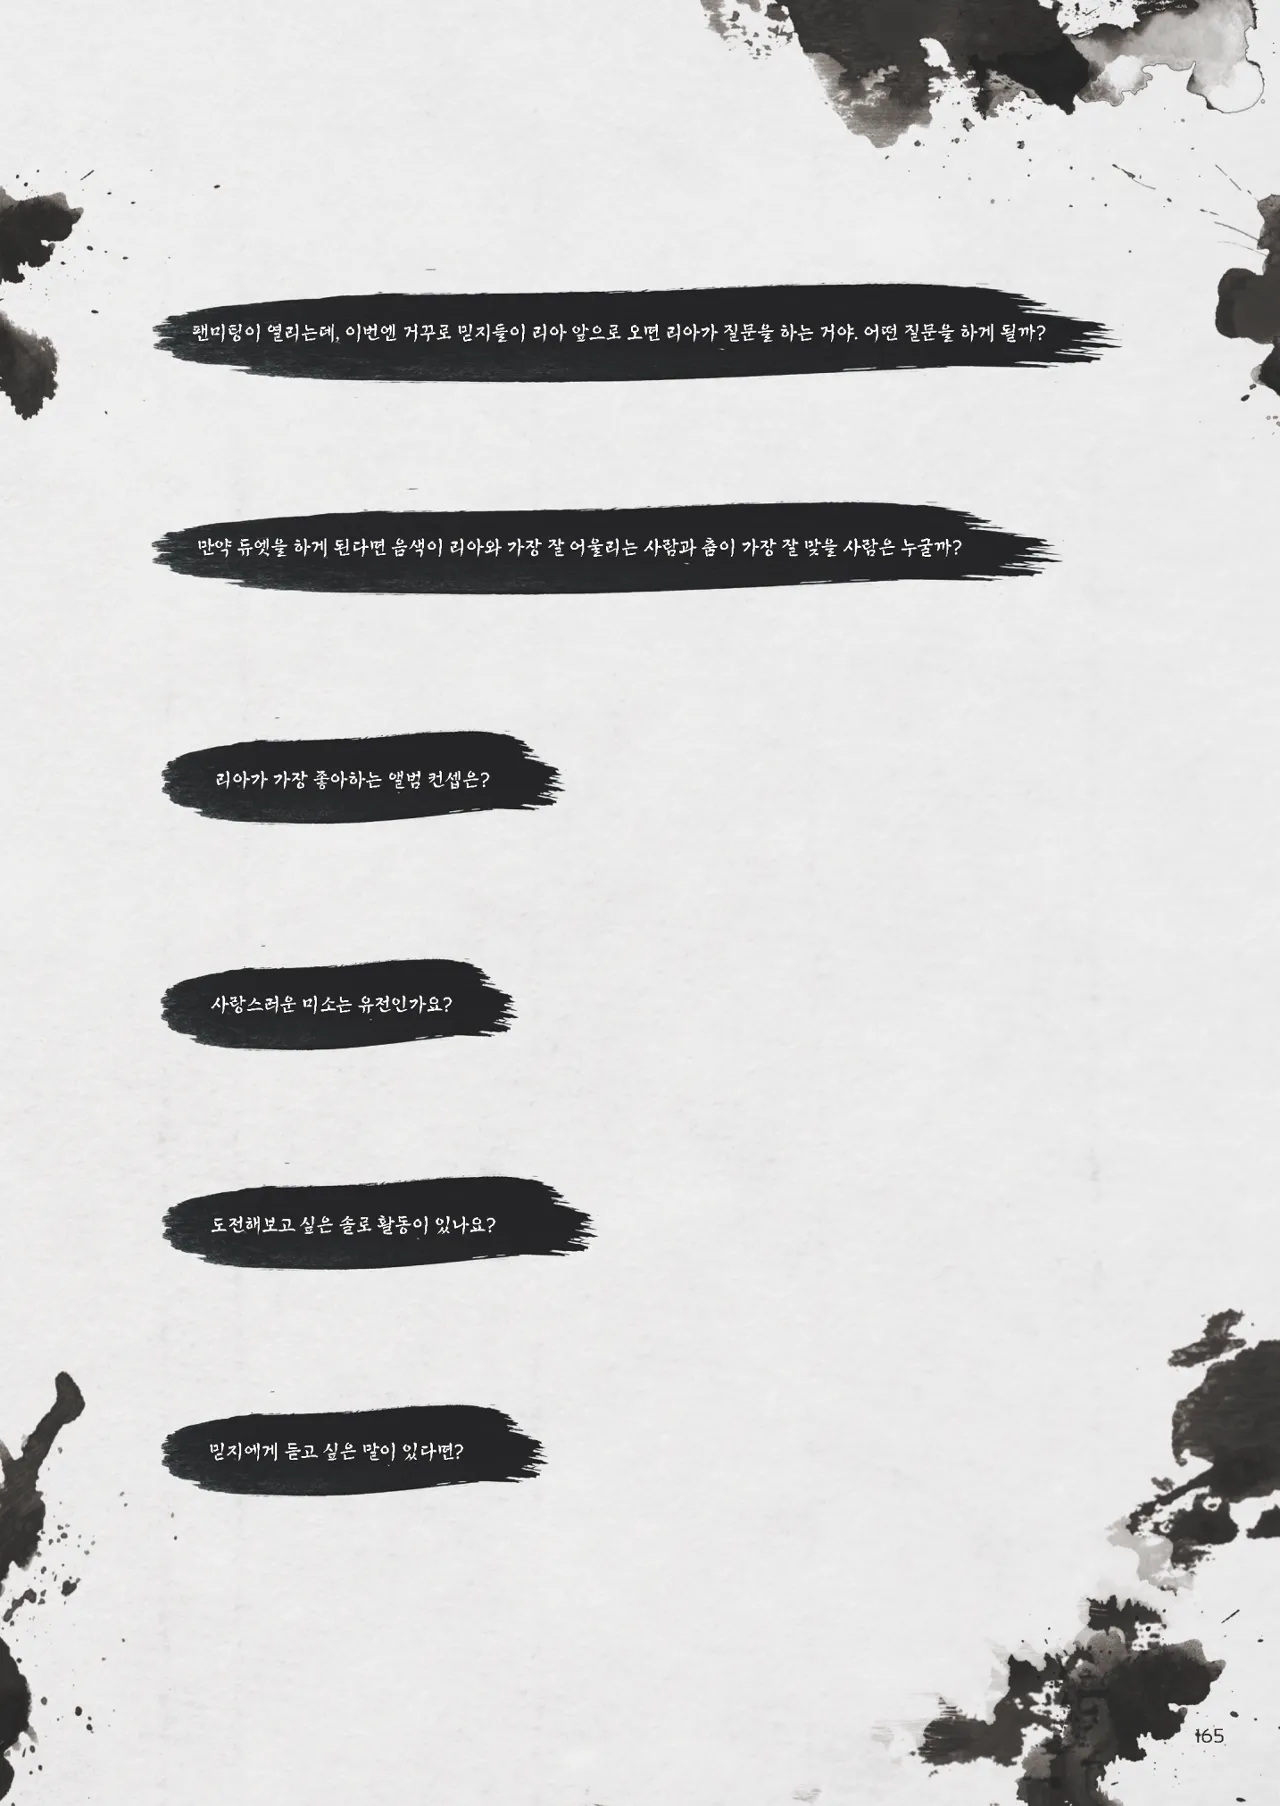 팬미팅이 열리는데, 이번엔 거꾸로 믿지들이 리아 앞으로 오면 리아가 질문을 하는 거야. 어떤 질문을 하게 될까?
만약 듀엣을 하게 된다면 음색이 리아와 가장 잘 어울리는 사람과 춤이 가장 잘 맞을 사람은 누굴까?
리아가 가장 좋아하는 앨범 컨셉은?
사랑스러운 미소는 유전인가요?
도전해보고 싶은 솔로 활동이 있나요?
믿지에게 듣고 싶은 말이 있다면?
165